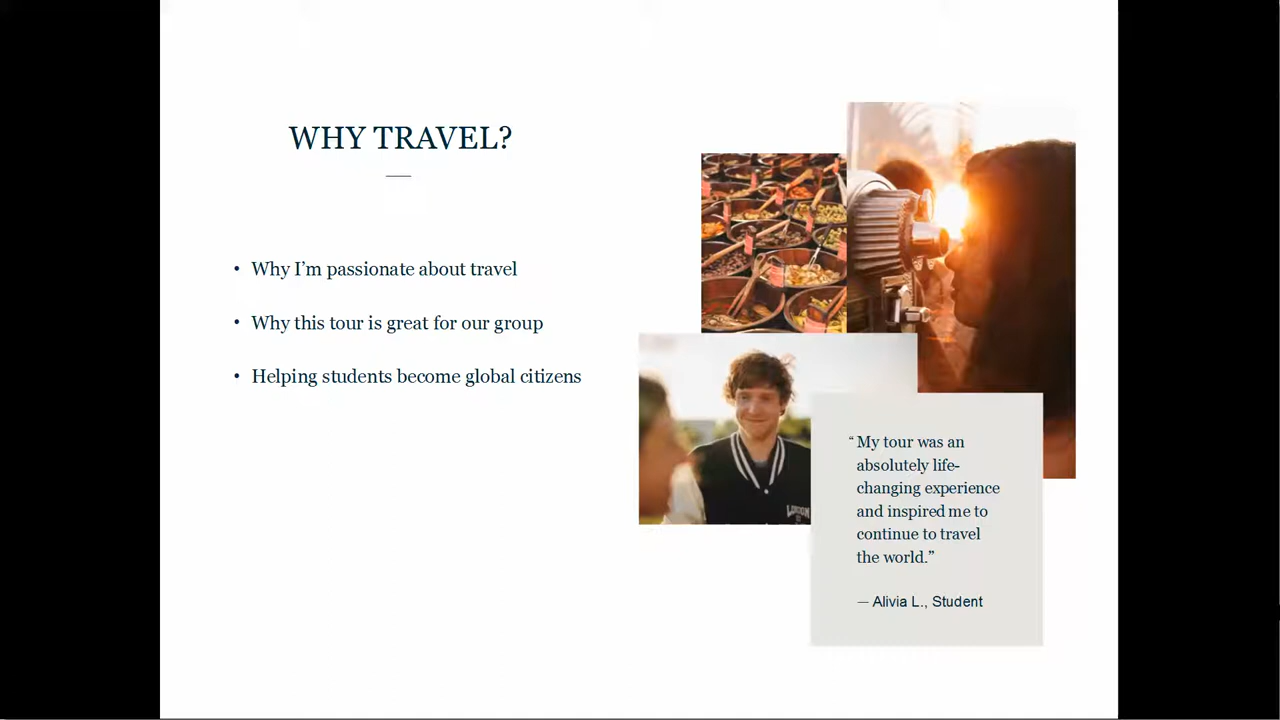 WHY TRAVEL?
• Why I’m passionate about travel
• Why this tour is great for our group
• Helping students become global citizens
LONDON
“My tour was an
absolutely life-
changing experience
and inspired me to
continue to travel
the world.”
— Alivia L., Student